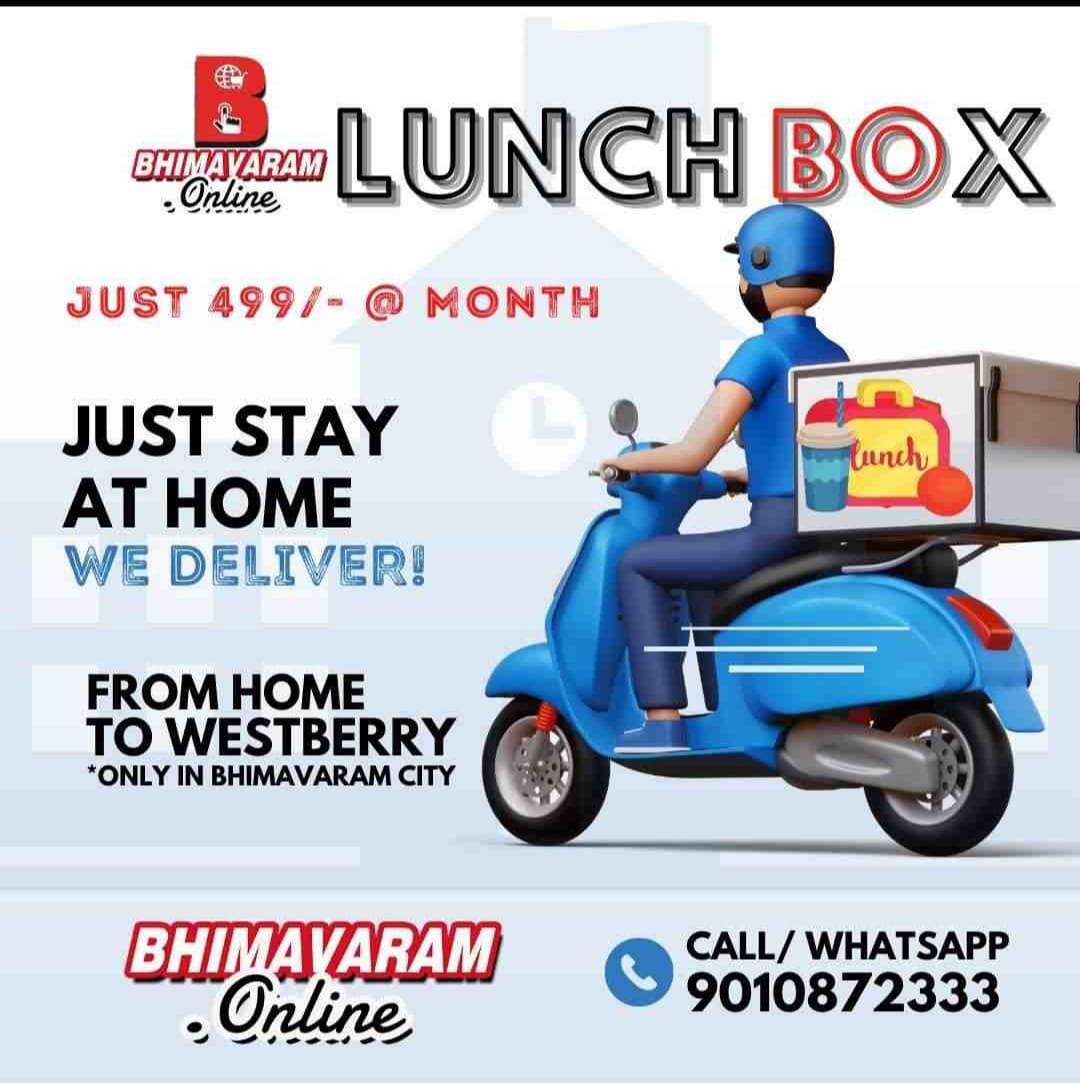 B
BHIMAVARAM
.Online
LUNCH BOX
JUST 499/- @ MONTH
JUST STAY
AT HOME
WE DELIVER!
lunch
FROM HOME
TO WESTBERRY
*ONLY IN BHIMAVARAM CITY
BHIMAVARAM
.Online
CALL/ WHATSAPP
9010872333